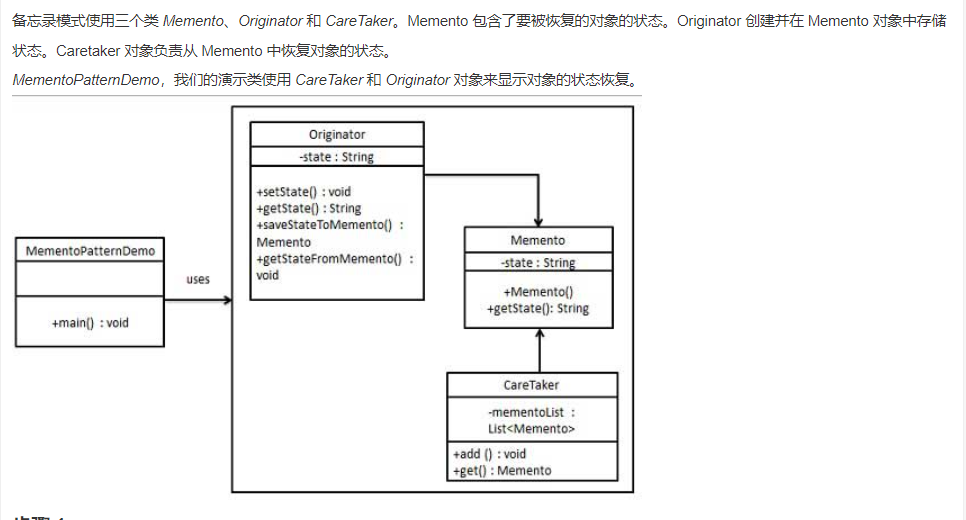 备忘录模式使用三个类 Memento、Originator 和 CareTaker。Memento 包含了要被恢复的对象的状态。Originator 创建并在 Memento 对象中存储
状态。Caretaker 对象负责从 Memento 中恢复对象的状态。
MementoPatternDemo，我们的演示类使用 CareTaker 和 Originator 对象来显示对象的状态恢复。
Originator
-state : String
+setState() : void
+getState() : String
+saveStateToMemento() :
Memento
+getStateFromMemento() :
void
MementoPatternDemo
+main() : void
uses
Memento
-state : String
+Memento()
+getState(): String
CareTaker
-mementoList :
List<Memento>
+add () : void
+get() : Memento